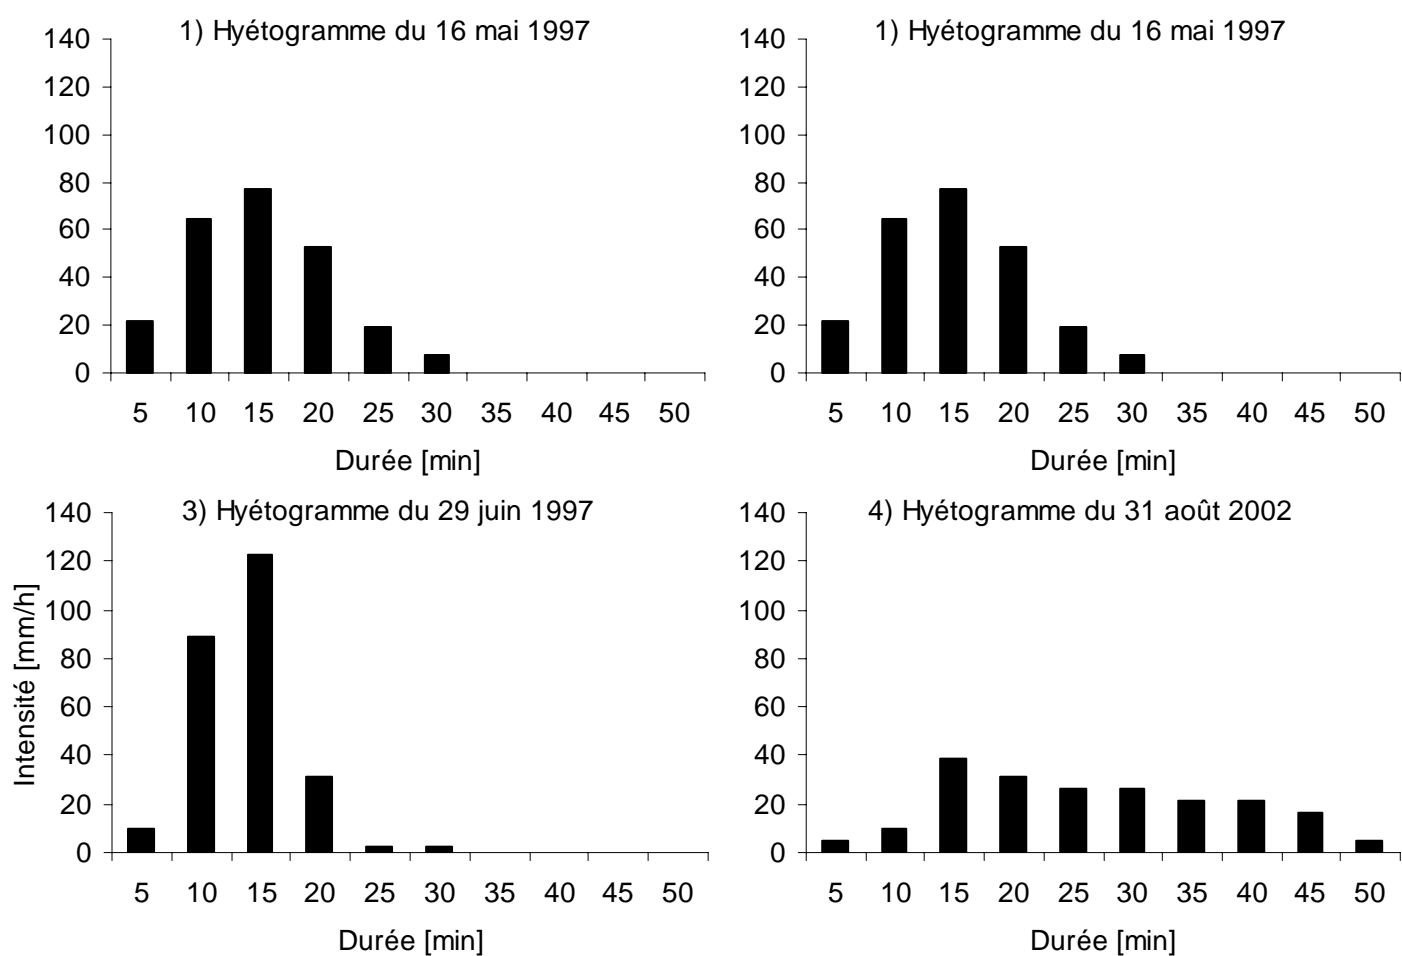 1) Hyétogramme du 16 mai 1997
140
120
100
80
60
40
20
0
5 10 15 20 25 30 35 40 45 50
Durée [min]
1) Hyétogramme du 16 mai 1997
140
120
100
80
60
40
20
0
5 10 15 20 25 30 35 40 45 50
Durée [min]
3) Hyétogramme du 29 juin 1997
Intensité [mm/h]
140
120
100
80
60
40
20
0
5 10 15 20 25 30 35 40 45 50
Durée [min]
4) Hyétogramme du 31 août 2002
140
120
100
80
60
40
20
0
5 10 15 20 25 30 35 40 45 50
Durée [min]